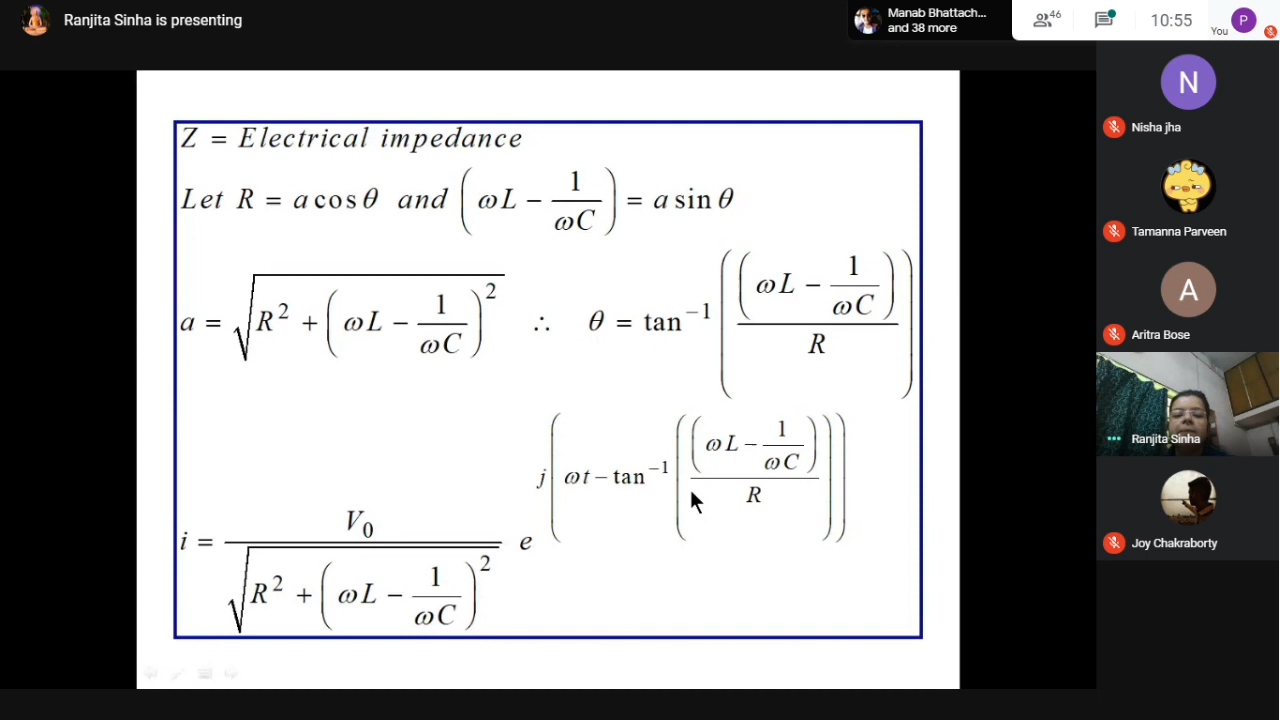 Ranjita Sinha is presenting
Manab Bhattach...
and 38 more
46
10:55
You
P
Z = Electrical impedance
Let R = a cos θ and (ωL − 1/ωC) = a sin θ
a = √(R² + (ωL − 1/ωC)²) ∴ θ = tan⁻¹((ωL − 1/ωC)/R)
i = V₀/√(R² + (ωL − 1/ωC)²) e^{j(ωt − tan⁻¹((ωL − 1/ωC)/R))}
N
Nisha jha
Tamanna Parveen
A
Aritra Bose
Ranjita Sinha
Joy Chakraborty